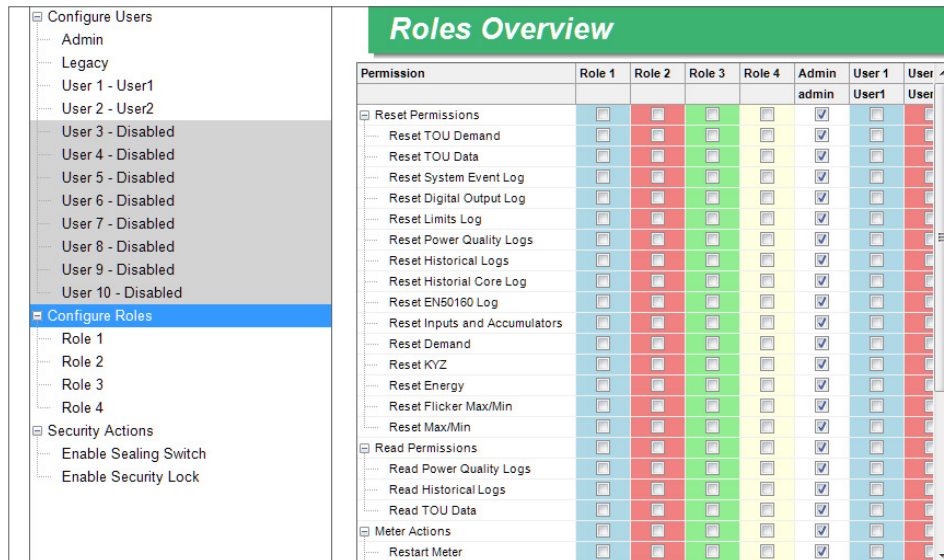 Configure Users
Admin
Legacy
User 1 - User1
User 2 - User2
User 3 - Disabled
User 4 - Disabled
User 5 - Disabled
User 6 - Disabled
User 7 - Disabled
User 8 - Disabled
User 9 - Disabled
User 10 - Disabled
Configure Roles
Role 1
Role 2
Role 3
Role 4
Security Actions
Enable Sealing Switch
Enable Security Lock
Roles Overview
Permission Role 1 Role 2 Role 3 Role 4 Admin User 1 User
admin User1 User
Reset Permissions
Reset TOU Demand
Reset TOU Data
Reset System Event Log
Reset Digital Output Log
Reset Limits Log
Reset Power Quality Logs
Reset Historical Logs
Reset Historial Core Log
Reset EN50160 Log
Reset Inputs and Accumulators
Reset Demand
Reset KYZ
Reset Energy
Reset Flicker Max/Min
Reset Max/Min
Read Permissions
Read Power Quality Logs
Read Historical Logs
Read TOU Data
Meter Actions
Restart Meter